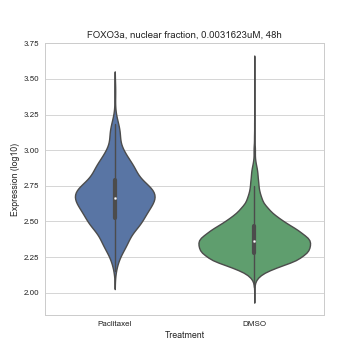 FOXO3a, nuclear fraction, 0.0031623uM, 48h
3.75
3.50
3.25
3.00
2.75
2.50
2.25
2.00
Expression (log10)
Paclitaxel
DMSO
Treatment